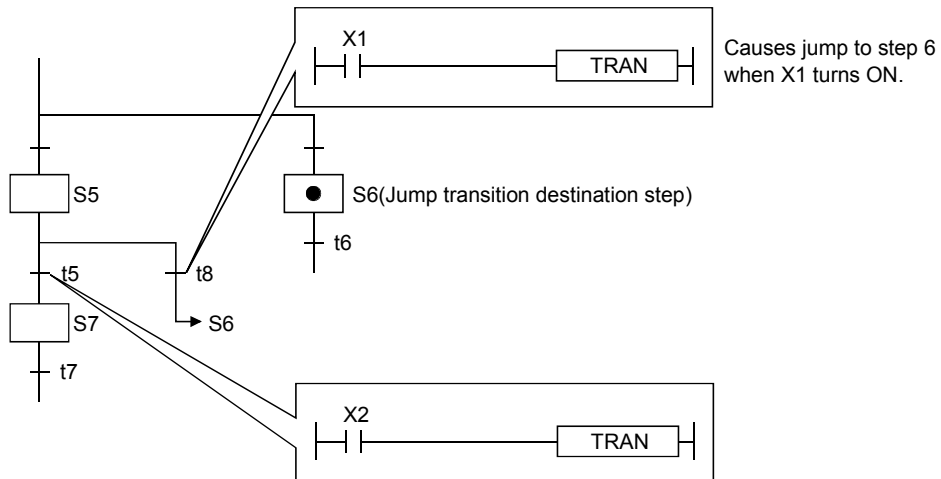 X1
TRAN
Causes jump to step 6
when X1 turns ON.
S5
S6(Jump transition destination step)
t6
t5
t8
S7
S6
t7
X2
TRAN